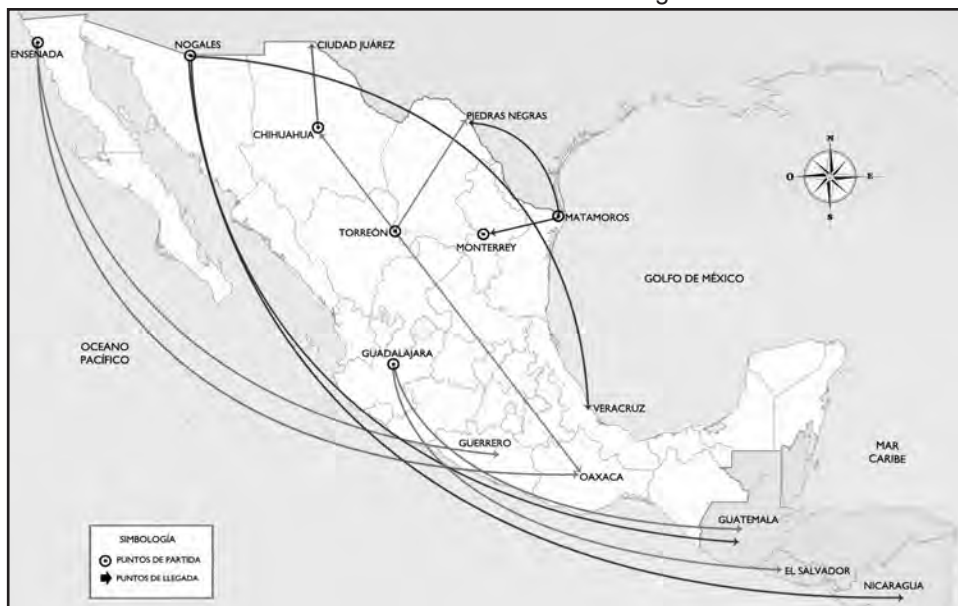 ENSENADA
NOGALES
CIUDAD JUÁREZ
CHIHUAHUA
PIEDRAS NEGRAS
N
O
E
S
TORREÓN
MONTERREY
MATAMOROS
GOLFO DE MÉXICO
OCEANO
PACÍFICO
GUADALAJARA
VERACRUZ
GUERRERO
OAXACA
MAR
CARIBE
GUATEMALA
EL SALVADOR
NICARAGUA
SIMBOLOGÍA
PUNTOS DE PARTIDA
PUNTOS DE LLEGADA